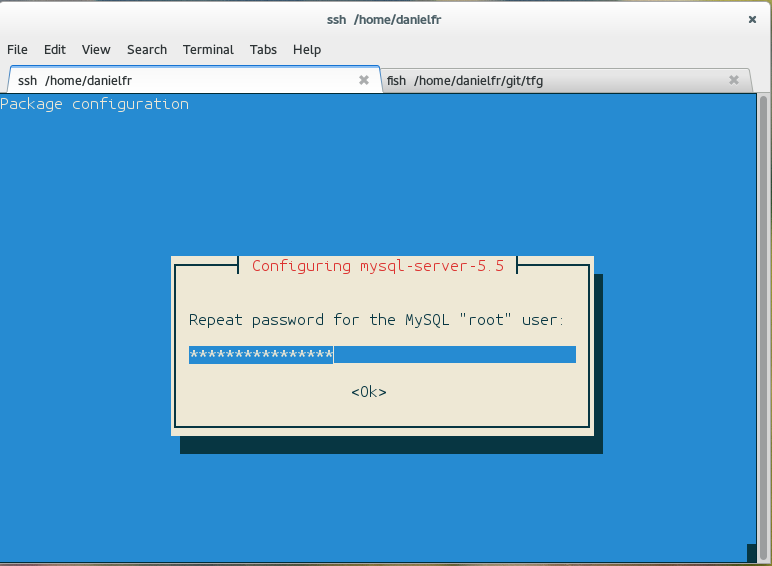 ssh /home/danielfr
File Edit View Search Terminal Tabs Help
ssh /home/danielfr fish /home/danielfr/git/tfg
Package configuration
Configuring mysql-server-5.5
Repeat password for the MySQL "root" user:
****************
<Ok>